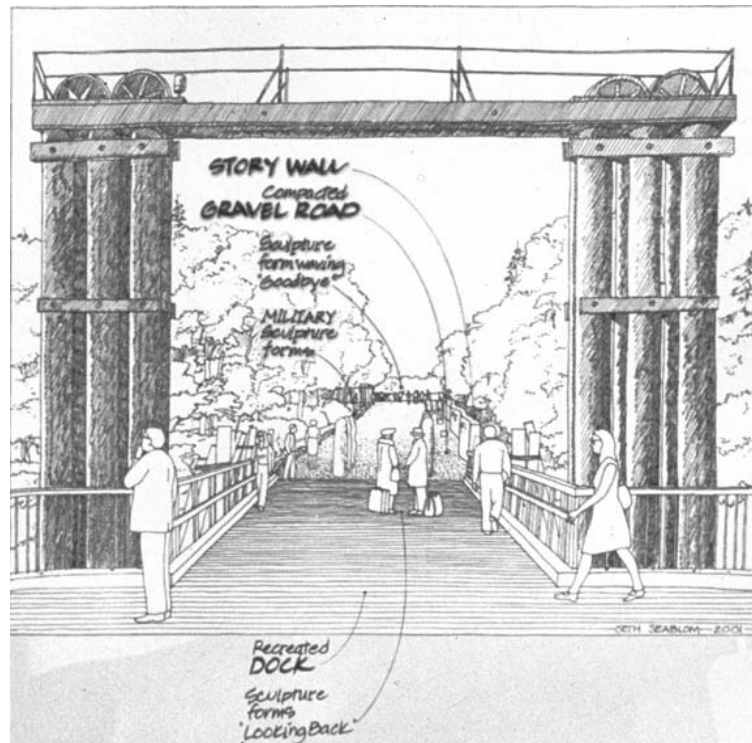 STORY WALL
Compacted
GRAVEL ROAD
Sculpture
form waving
"Goodbye"
MILITARY
Sculpture
forms
SETH SEABLOM-2001
Recreated
DOCK
Sculpture
forms
"Looking Back"